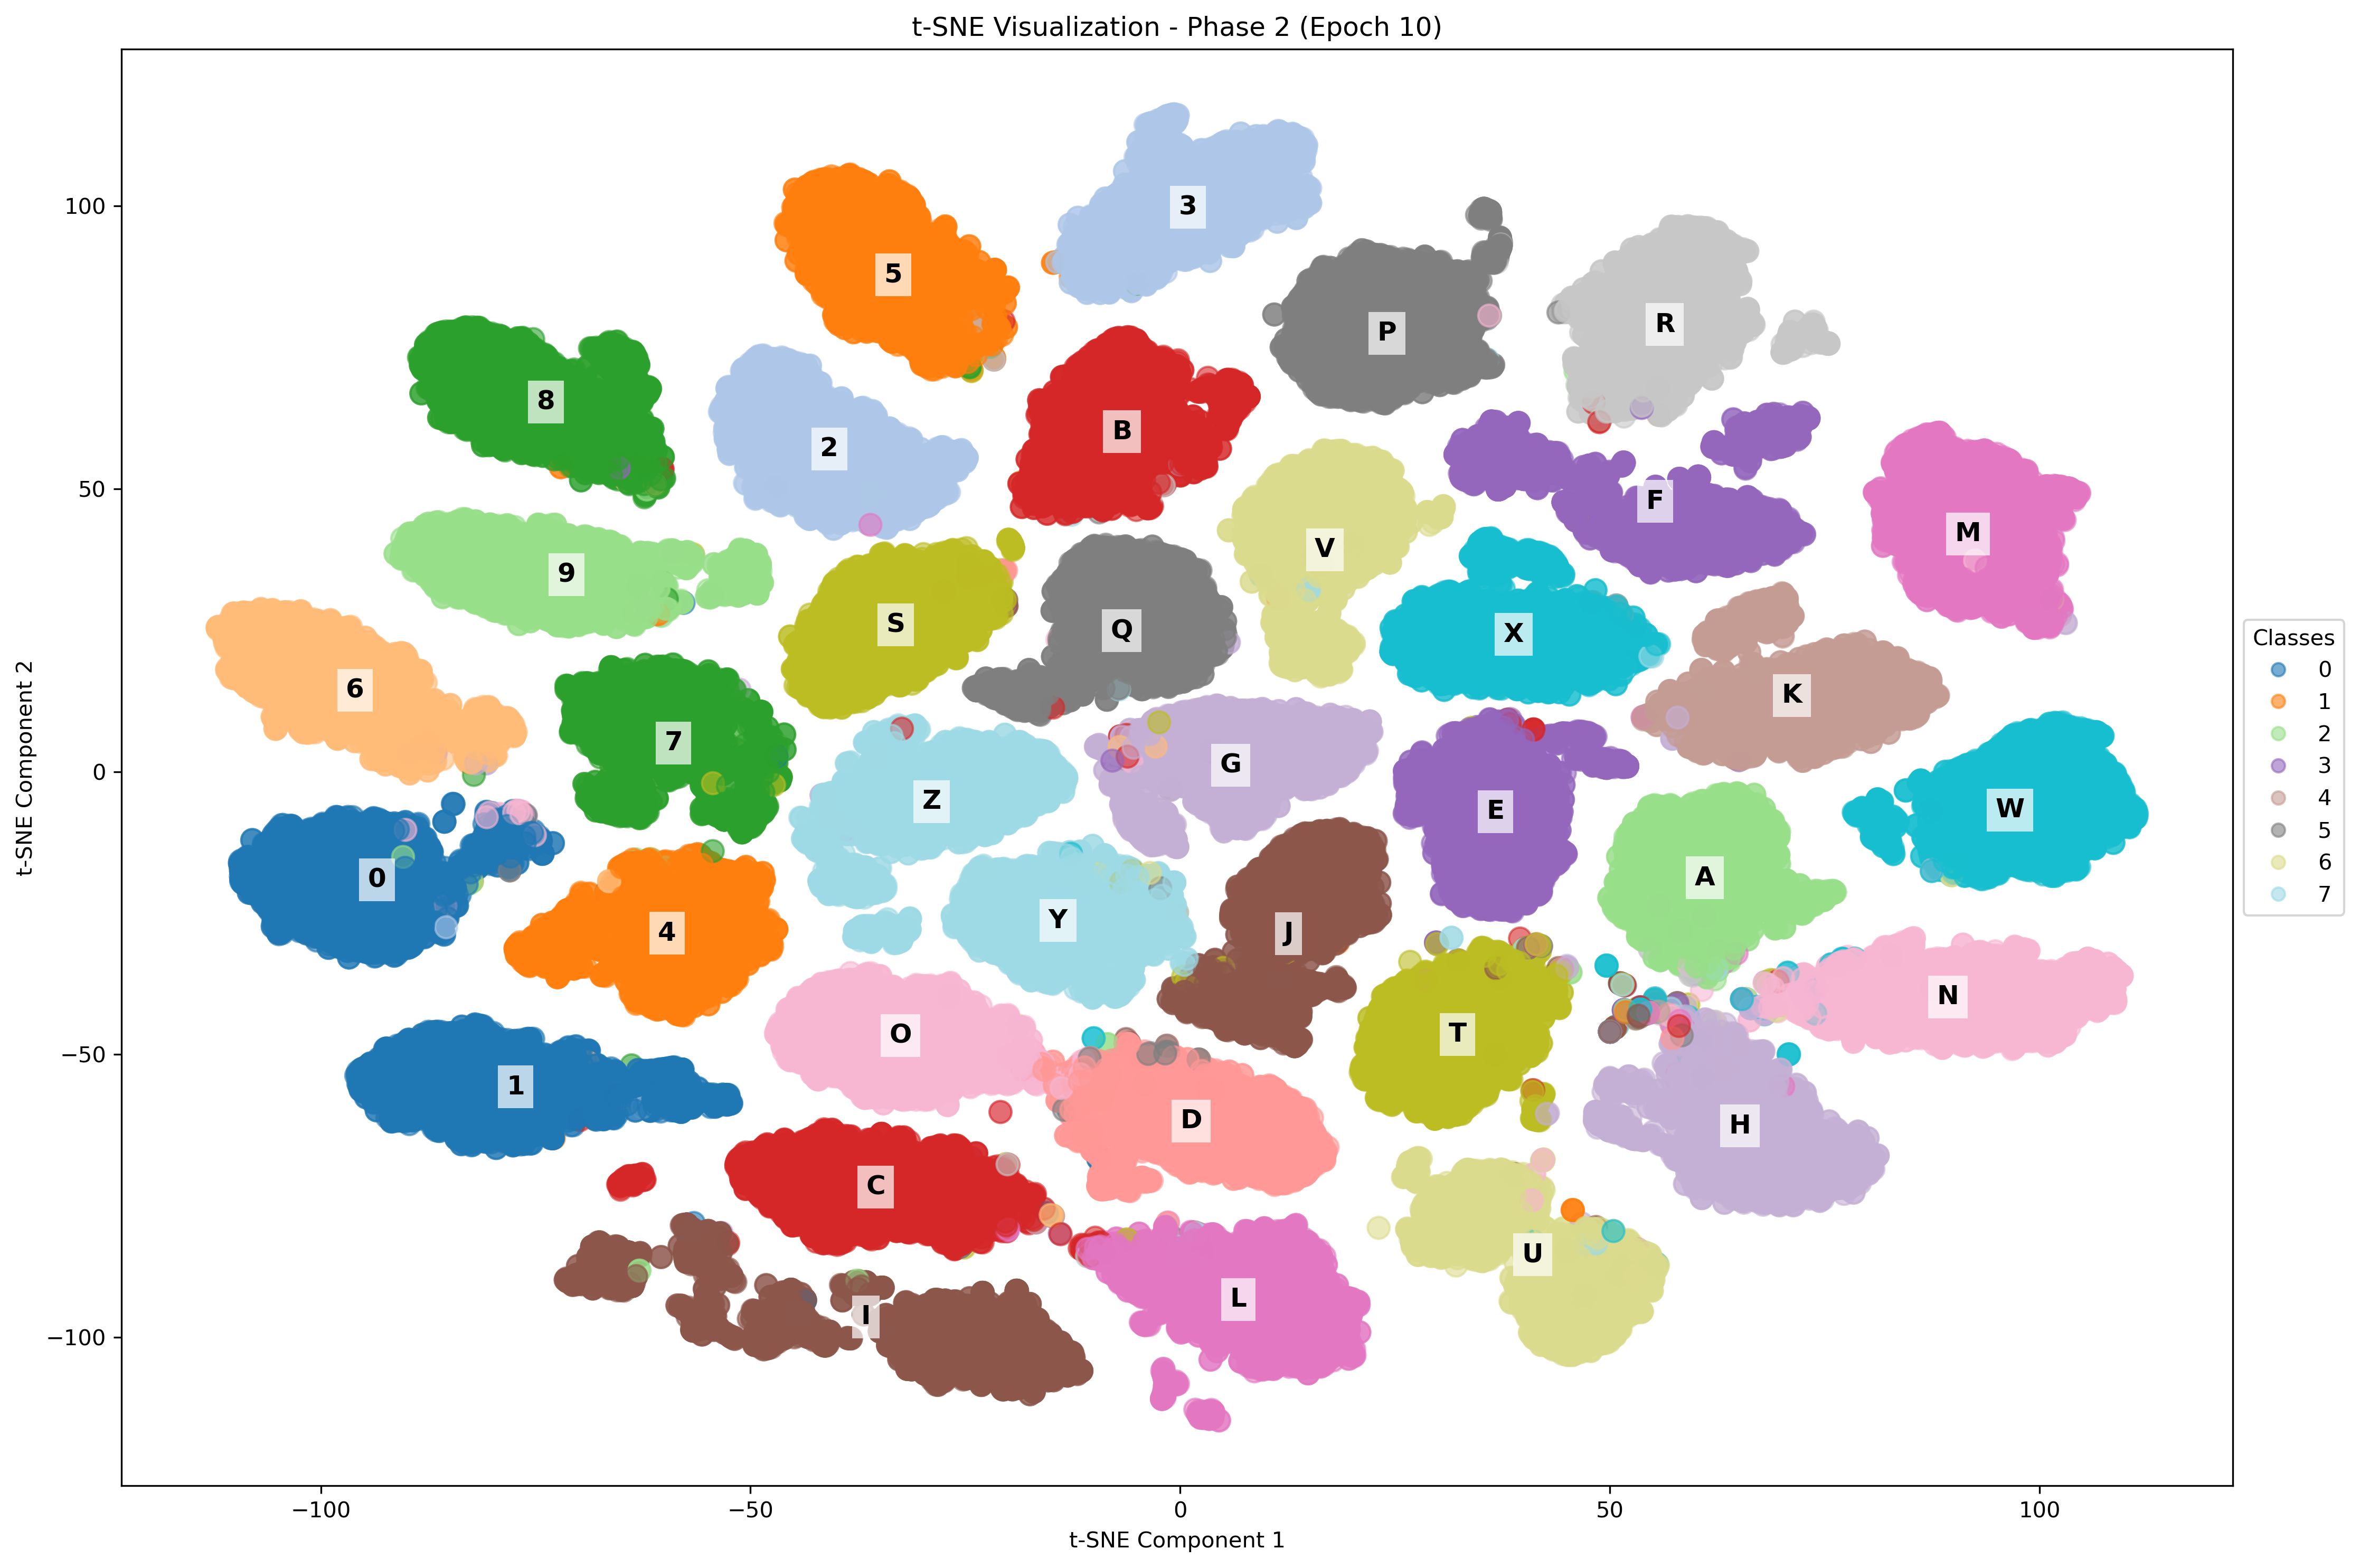 t-SNE Visualization - Phase 2 (Epoch 10)
t-SNE Component 2
100
50
0
−50
−100
3
5
P
R
8
B
2
F
M
V
9
S
Q
X
6
K
7
G
Z
E
W
0
A
4
Y
J
N
O
T
1
D
H
C
U
L
I
Classes
0
1
2
3
4
5
6
7
−100
−50
0
50
100
t-SNE Component 1